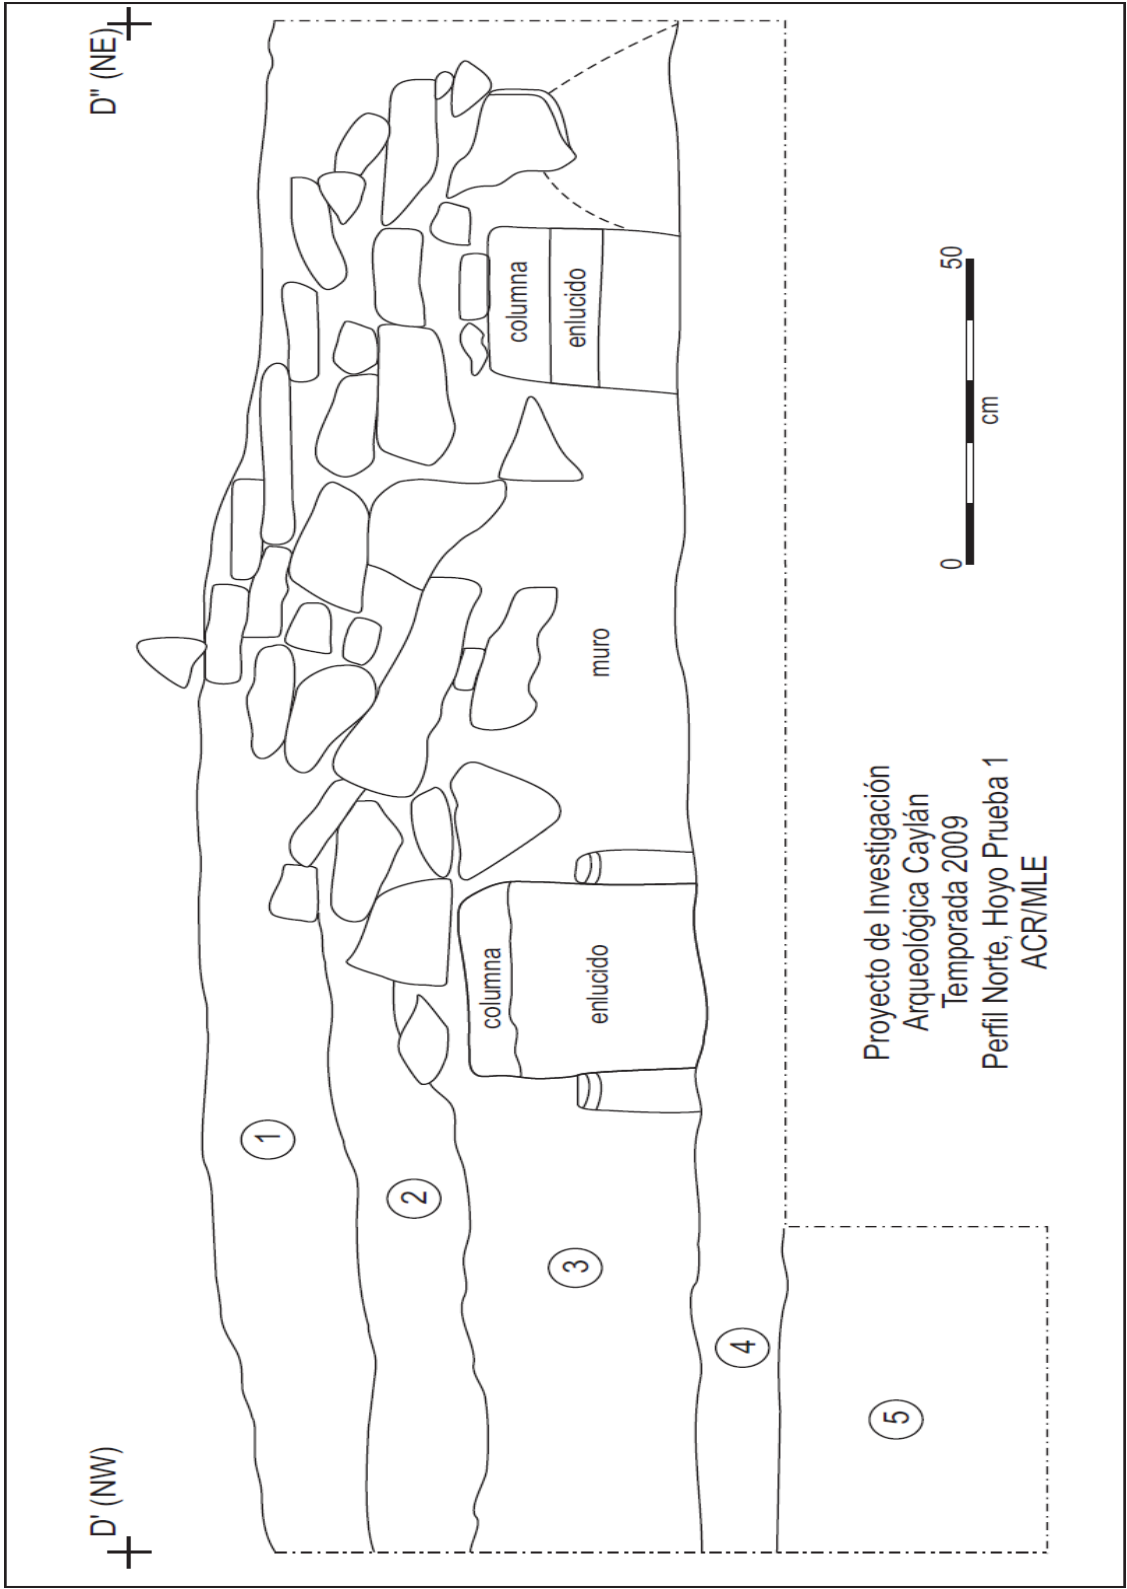 D' (NW)
D" (NE)
1
2
3
4
5
columna
enlucido
muro
columna
enlucido
0
50
cm
Proyecto de Investigación
Arqueológica Caylán
Temporada 2009
Perfil Norte, Hoyo Prueba 1
ACR/MLE